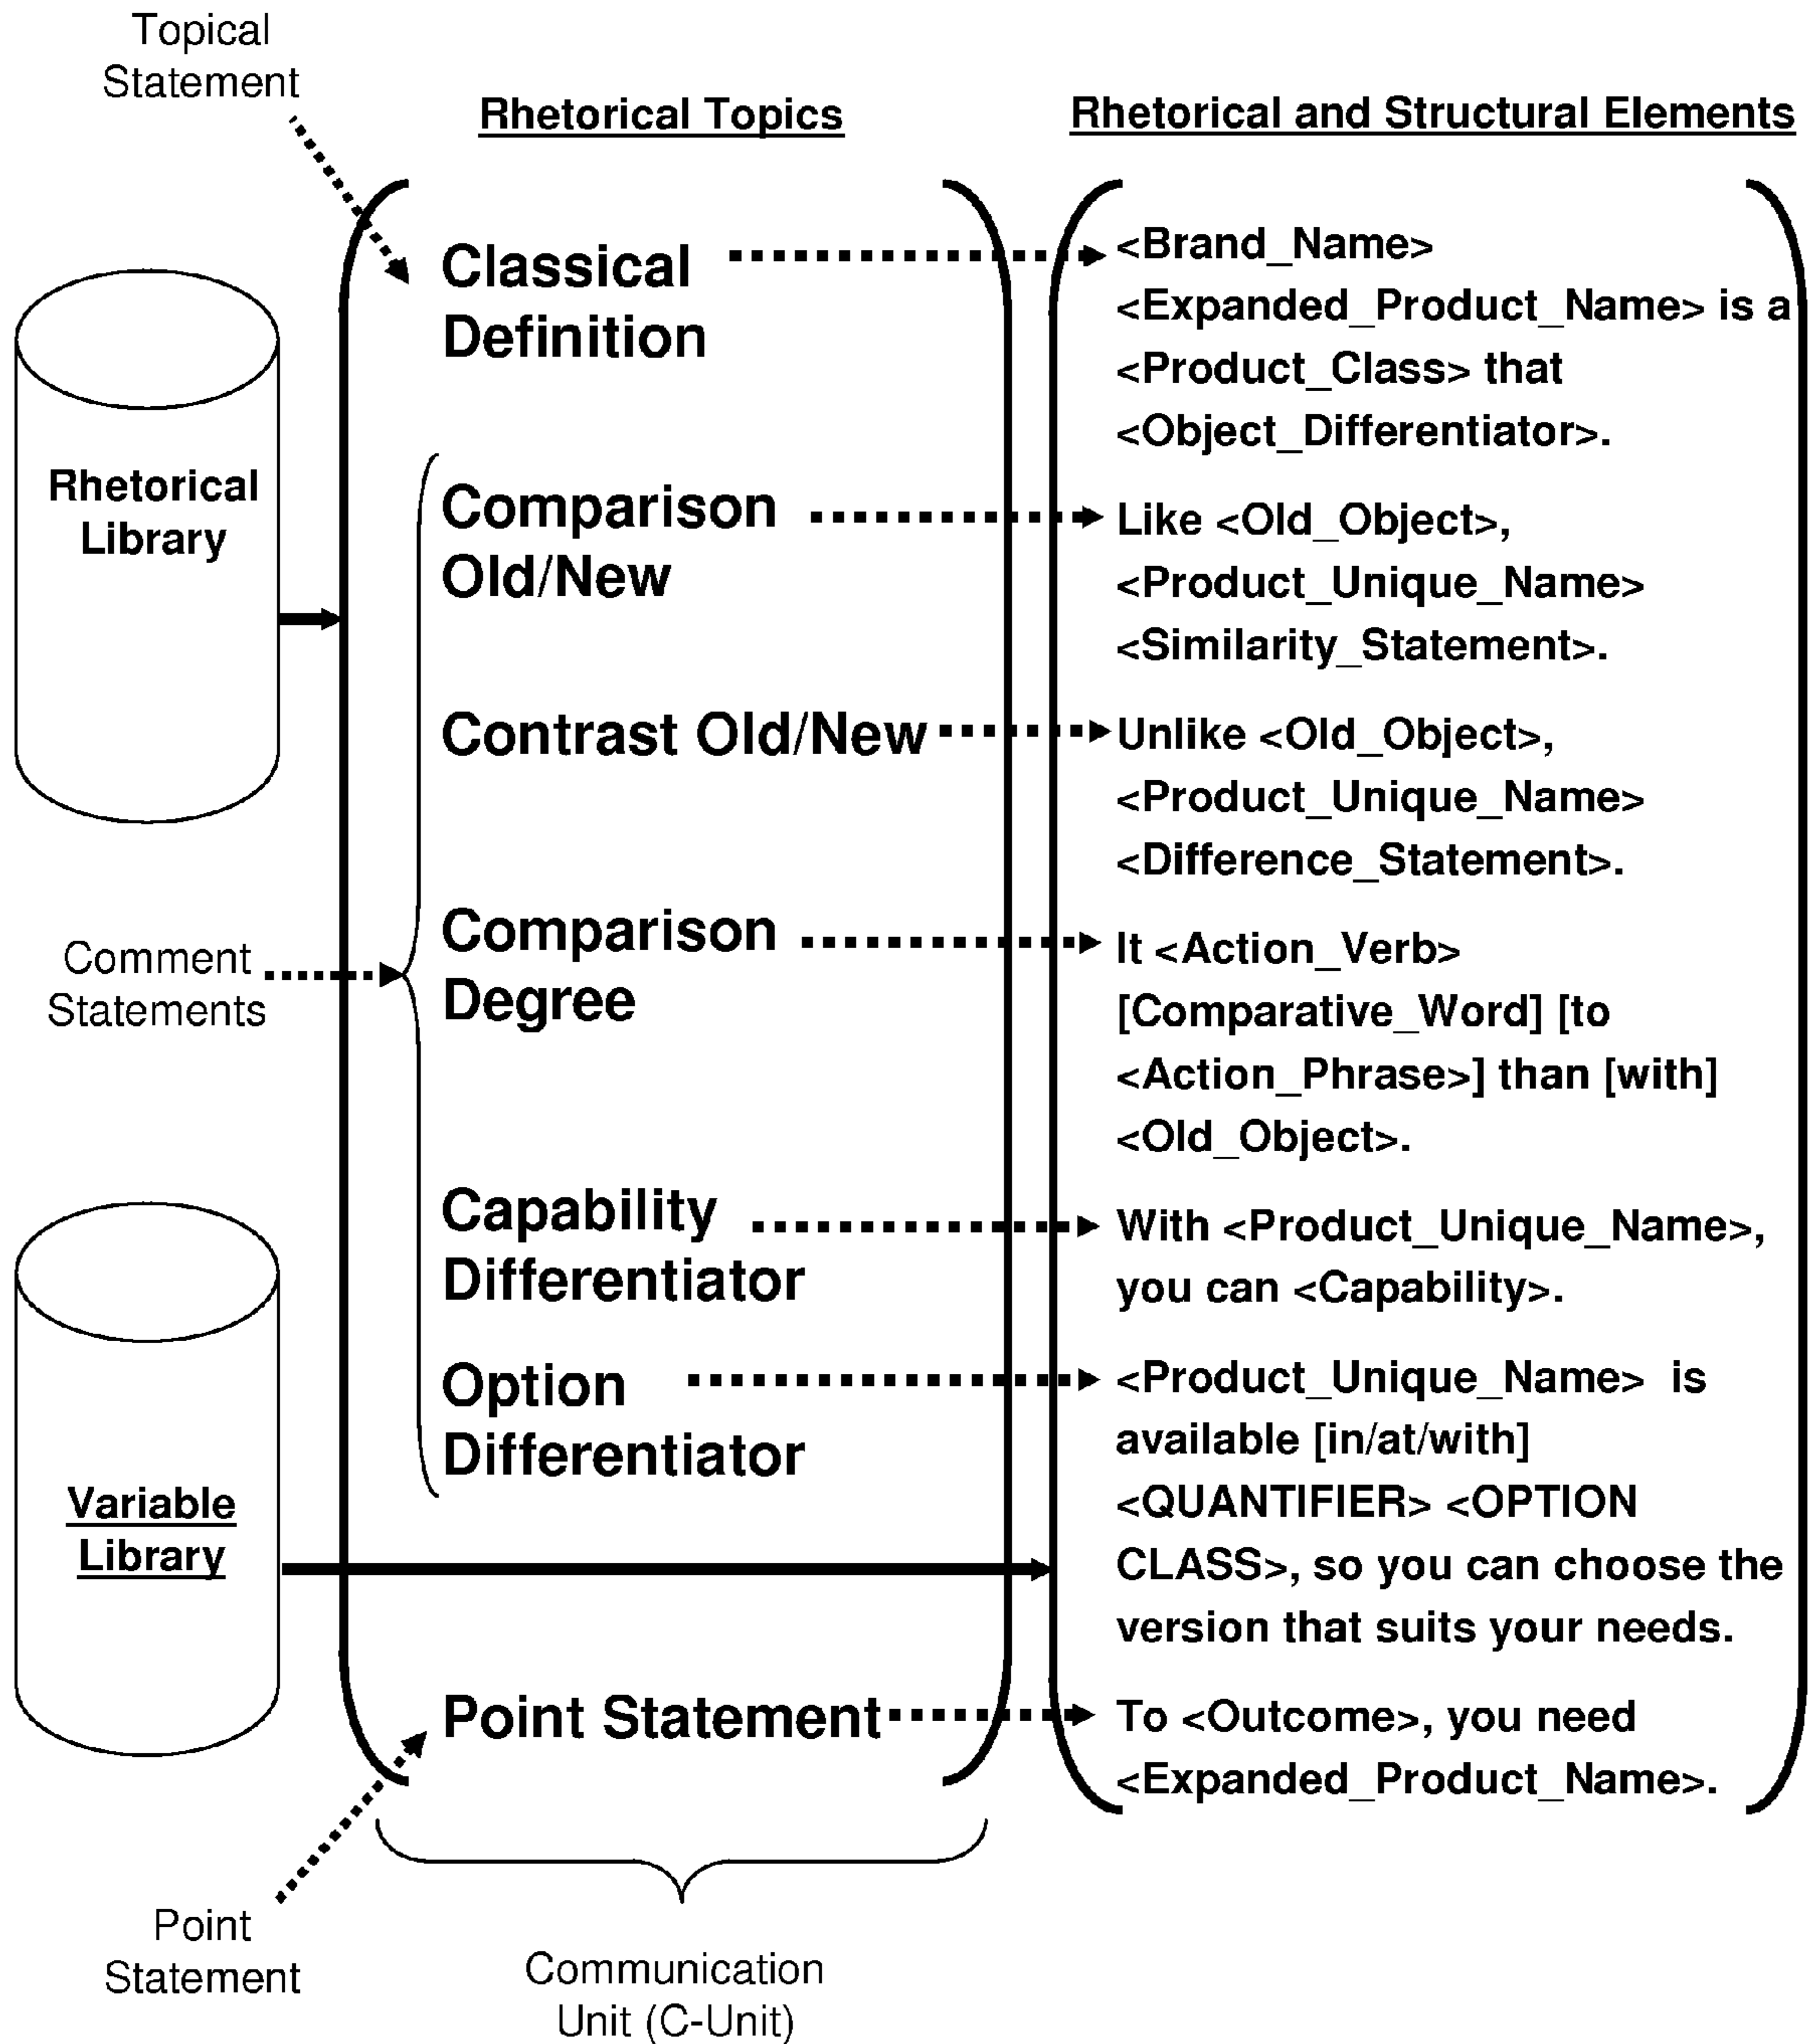 Topical
Statement
Rhetorical Topics
Rhetorical and Structural Elements
Rhetorical
Library
Classical
Definition
<Brand_Name>
<Expanded_Product_Name> is a
<Product_Class> that
<Object_Differentiator>.
Comment
Statements
Comparison
Old/New
Like <Old_Object>,
<Product_Unique_Name>
<Similarity_Statement>.
Contrast Old/New
Unlike <Old_Object>,
<Product_Unique_Name>
<Difference_Statement>.
Comparison
Degree
It <Action_Verb>
[Comparative_Word] [to
<Action_Phrase>] than [with]
<Old_Object>.
Capability
Differentiator
With <Product_Unique_Name>,
you can <Capability>.
Option
Differentiator
<Product_Unique_Name> is
available [in/at/with]
<QUANTIFIER> <OPTION
CLASS>, so you can choose the
version that suits your needs.
Variable
Library
Point Statement
To <Outcome>, you need
<Expanded_Product_Name>.
Point
Statement
Communication
Unit (C-Unit)